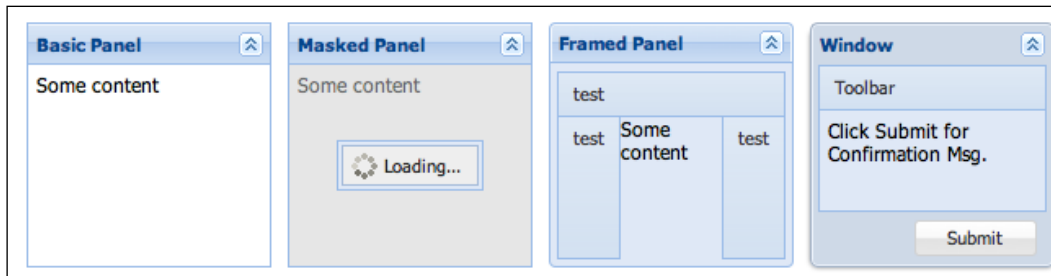 Basic Panel
Some content
Masked Panel
Some content
Loading...
Framed Panel
test
test
Some
content
test
Window
Toolbar
Click Submit for
Confirmation Msg.
Submit